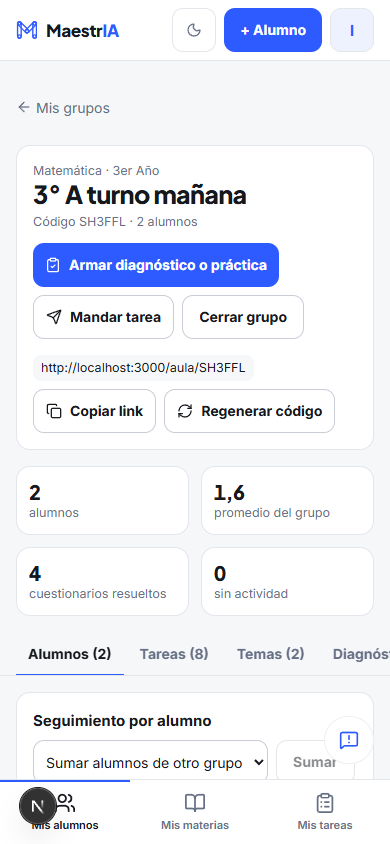 MaestrIA
+ Alumno
I
Mis grupos
Matemática · 3er Año
3° A turno mañana
Código SH3FFL · 2 alumnos
Armar diagnóstico o práctica
Mandar tarea
Cerrar grupo
http://localhost:3000/aula/SH3FFL
Copiar link
Regenerar código
2
alumnos
1,6
promedio del grupo
4
cuestionarios resueltos
0
sin actividad
Alumnos (2) Tareas (8) Temas (2) Diagnós
Seguimiento por alumno
Sumar alumnos de otro grupo
Sumar
N
Mis alumnos
Mis materias
Mis tareas